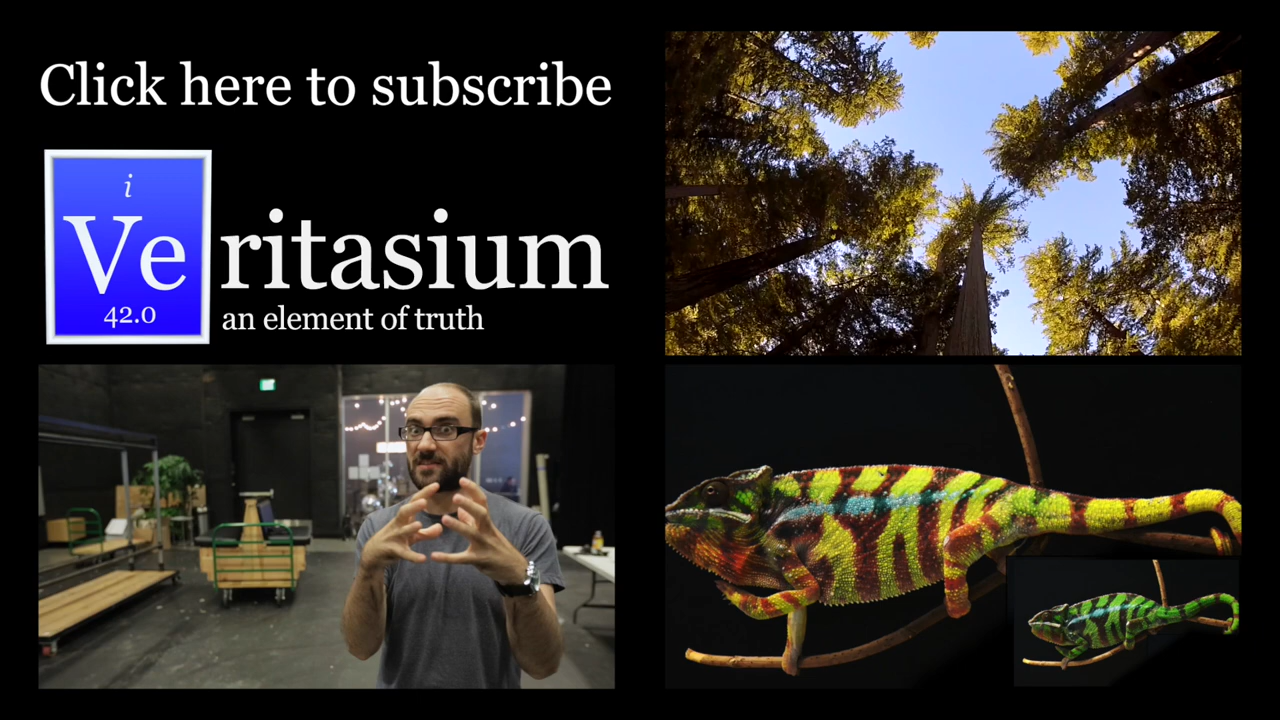 Click here to subscribe
i
Ve
ritasium
42.0
an element of truth